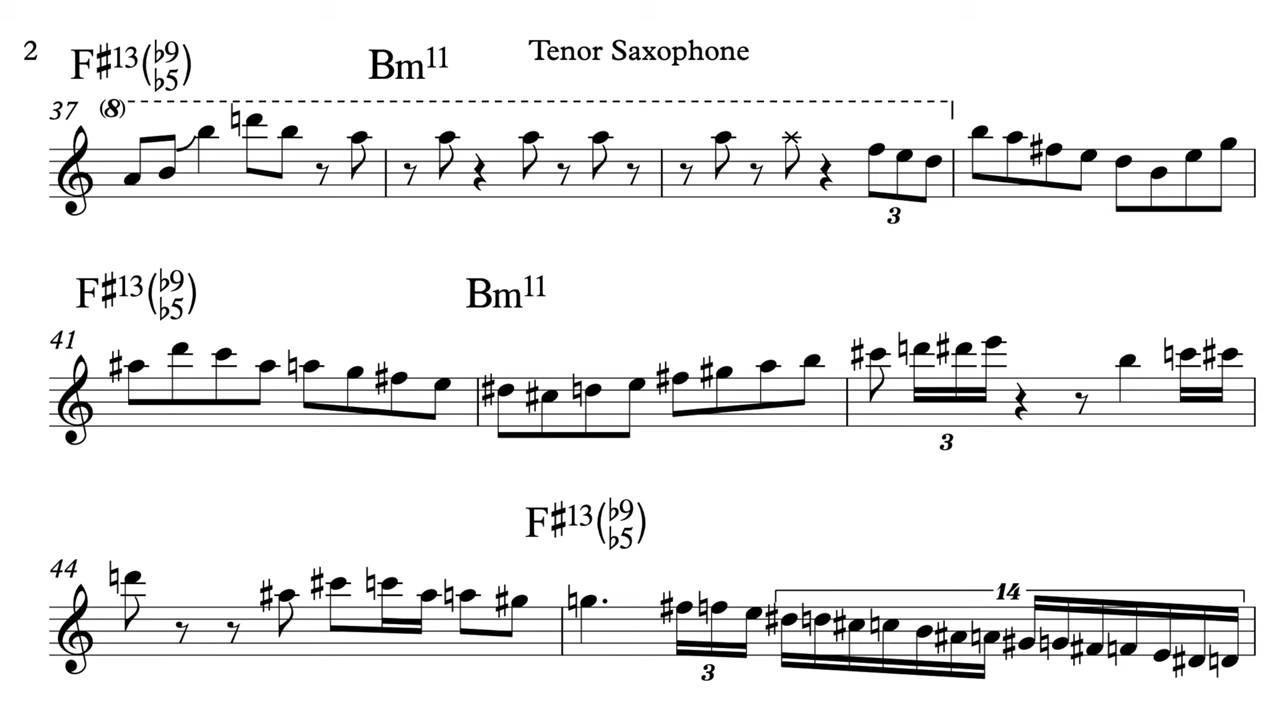 2 Tenor Saxophone
F♯13(♭9 ♭5) Bm11
37 (8)
3
F♯13(♭9 ♭5) Bm11
41
3
F♯13(♭9 ♭5)
44
14
3